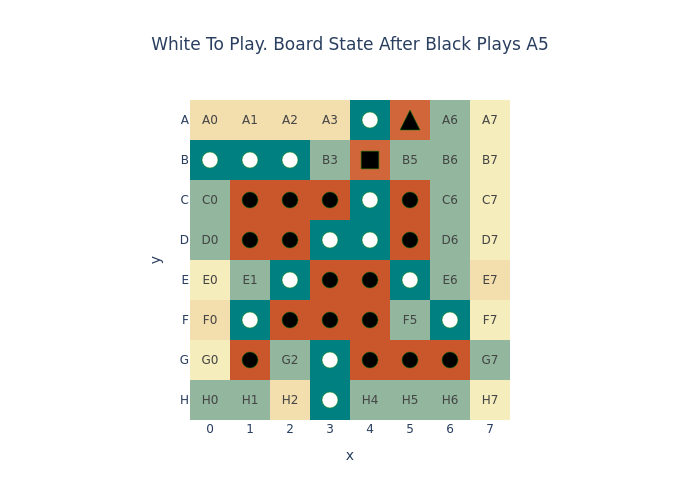 White To Play. Board State After Black Plays A5
A A0 A1 A2 A3 A6 A7
B B3 B5 B6 B7
C C0 C6 C7
D D0 D6 D7
y
E E0 E1 E6 E7
F F0 F5 F7
G G0 G2 G7
H H0 H1 H2 H4 H5 H6 H7
0 1 2 3 4 5 6 7
x